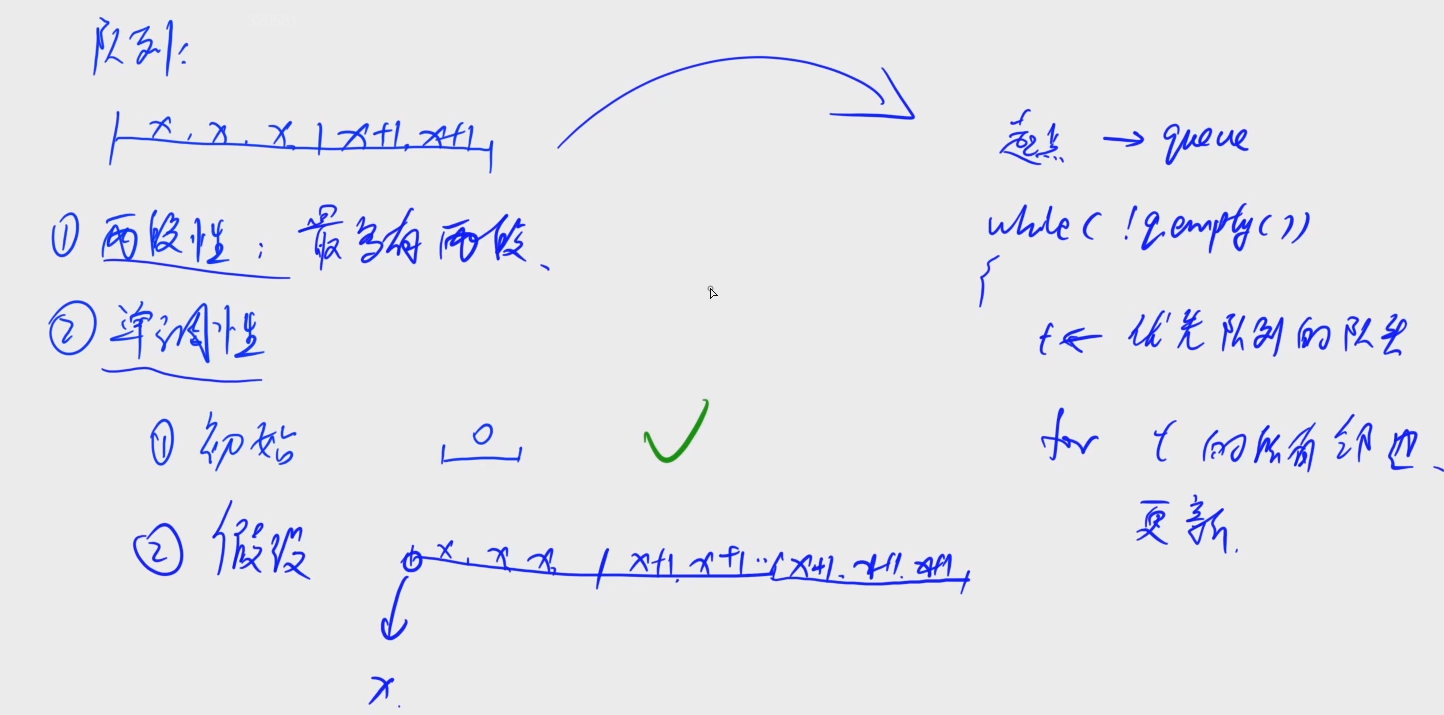 队列:
x, x, x | x+1, x+1
① 两段性: 最多有两段、
② 单调性
① 初始 0
② 假设 x, x x, | x+1, x+1 ··· x+1, x+1, x+1
x.
起点 → queue
while( !q.empty())
{
t ← 优先队列的队头
for t 的所有邻边、
更新.